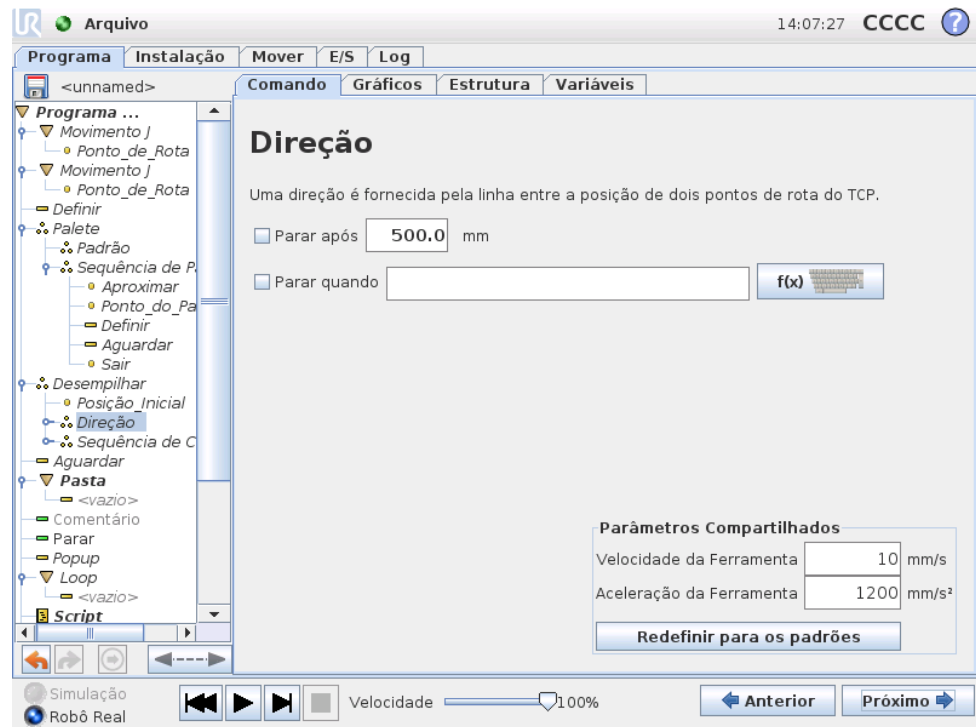 UR Arquivo 14:07:27 CCCC ?
Programa Instalação Mover E/S Log
<unnamed>
Comando Gráficos Estrutura Variáveis
Programa ...
Movimento J
Ponto_de_Rota
Movimento J
Ponto_de_Rota
Definir
Palete
Padrão
Sequência de P
Aproximar
Ponto_do_Pa
Definir
Aguardar
Sair
Desempilhar
Posição_Inicial
Direção
Sequência de C
Aguardar
Pasta
<vazio>
Comentário
Parar
Popup
Loop
<vazio>
Script
Direção
Uma direção é fornecida pela linha entre a posição de dois pontos de rota do TCP.
Parar após 500.0 mm
Parar quando f(x)
Parâmetros Compartilhados
Velocidade da Ferramenta 10 mm/s
Aceleração da Ferramenta 1200 mm/s²
Redefinir para os padrões
Simulação
Robô Real
Velocidade 100%
Anterior Próximo